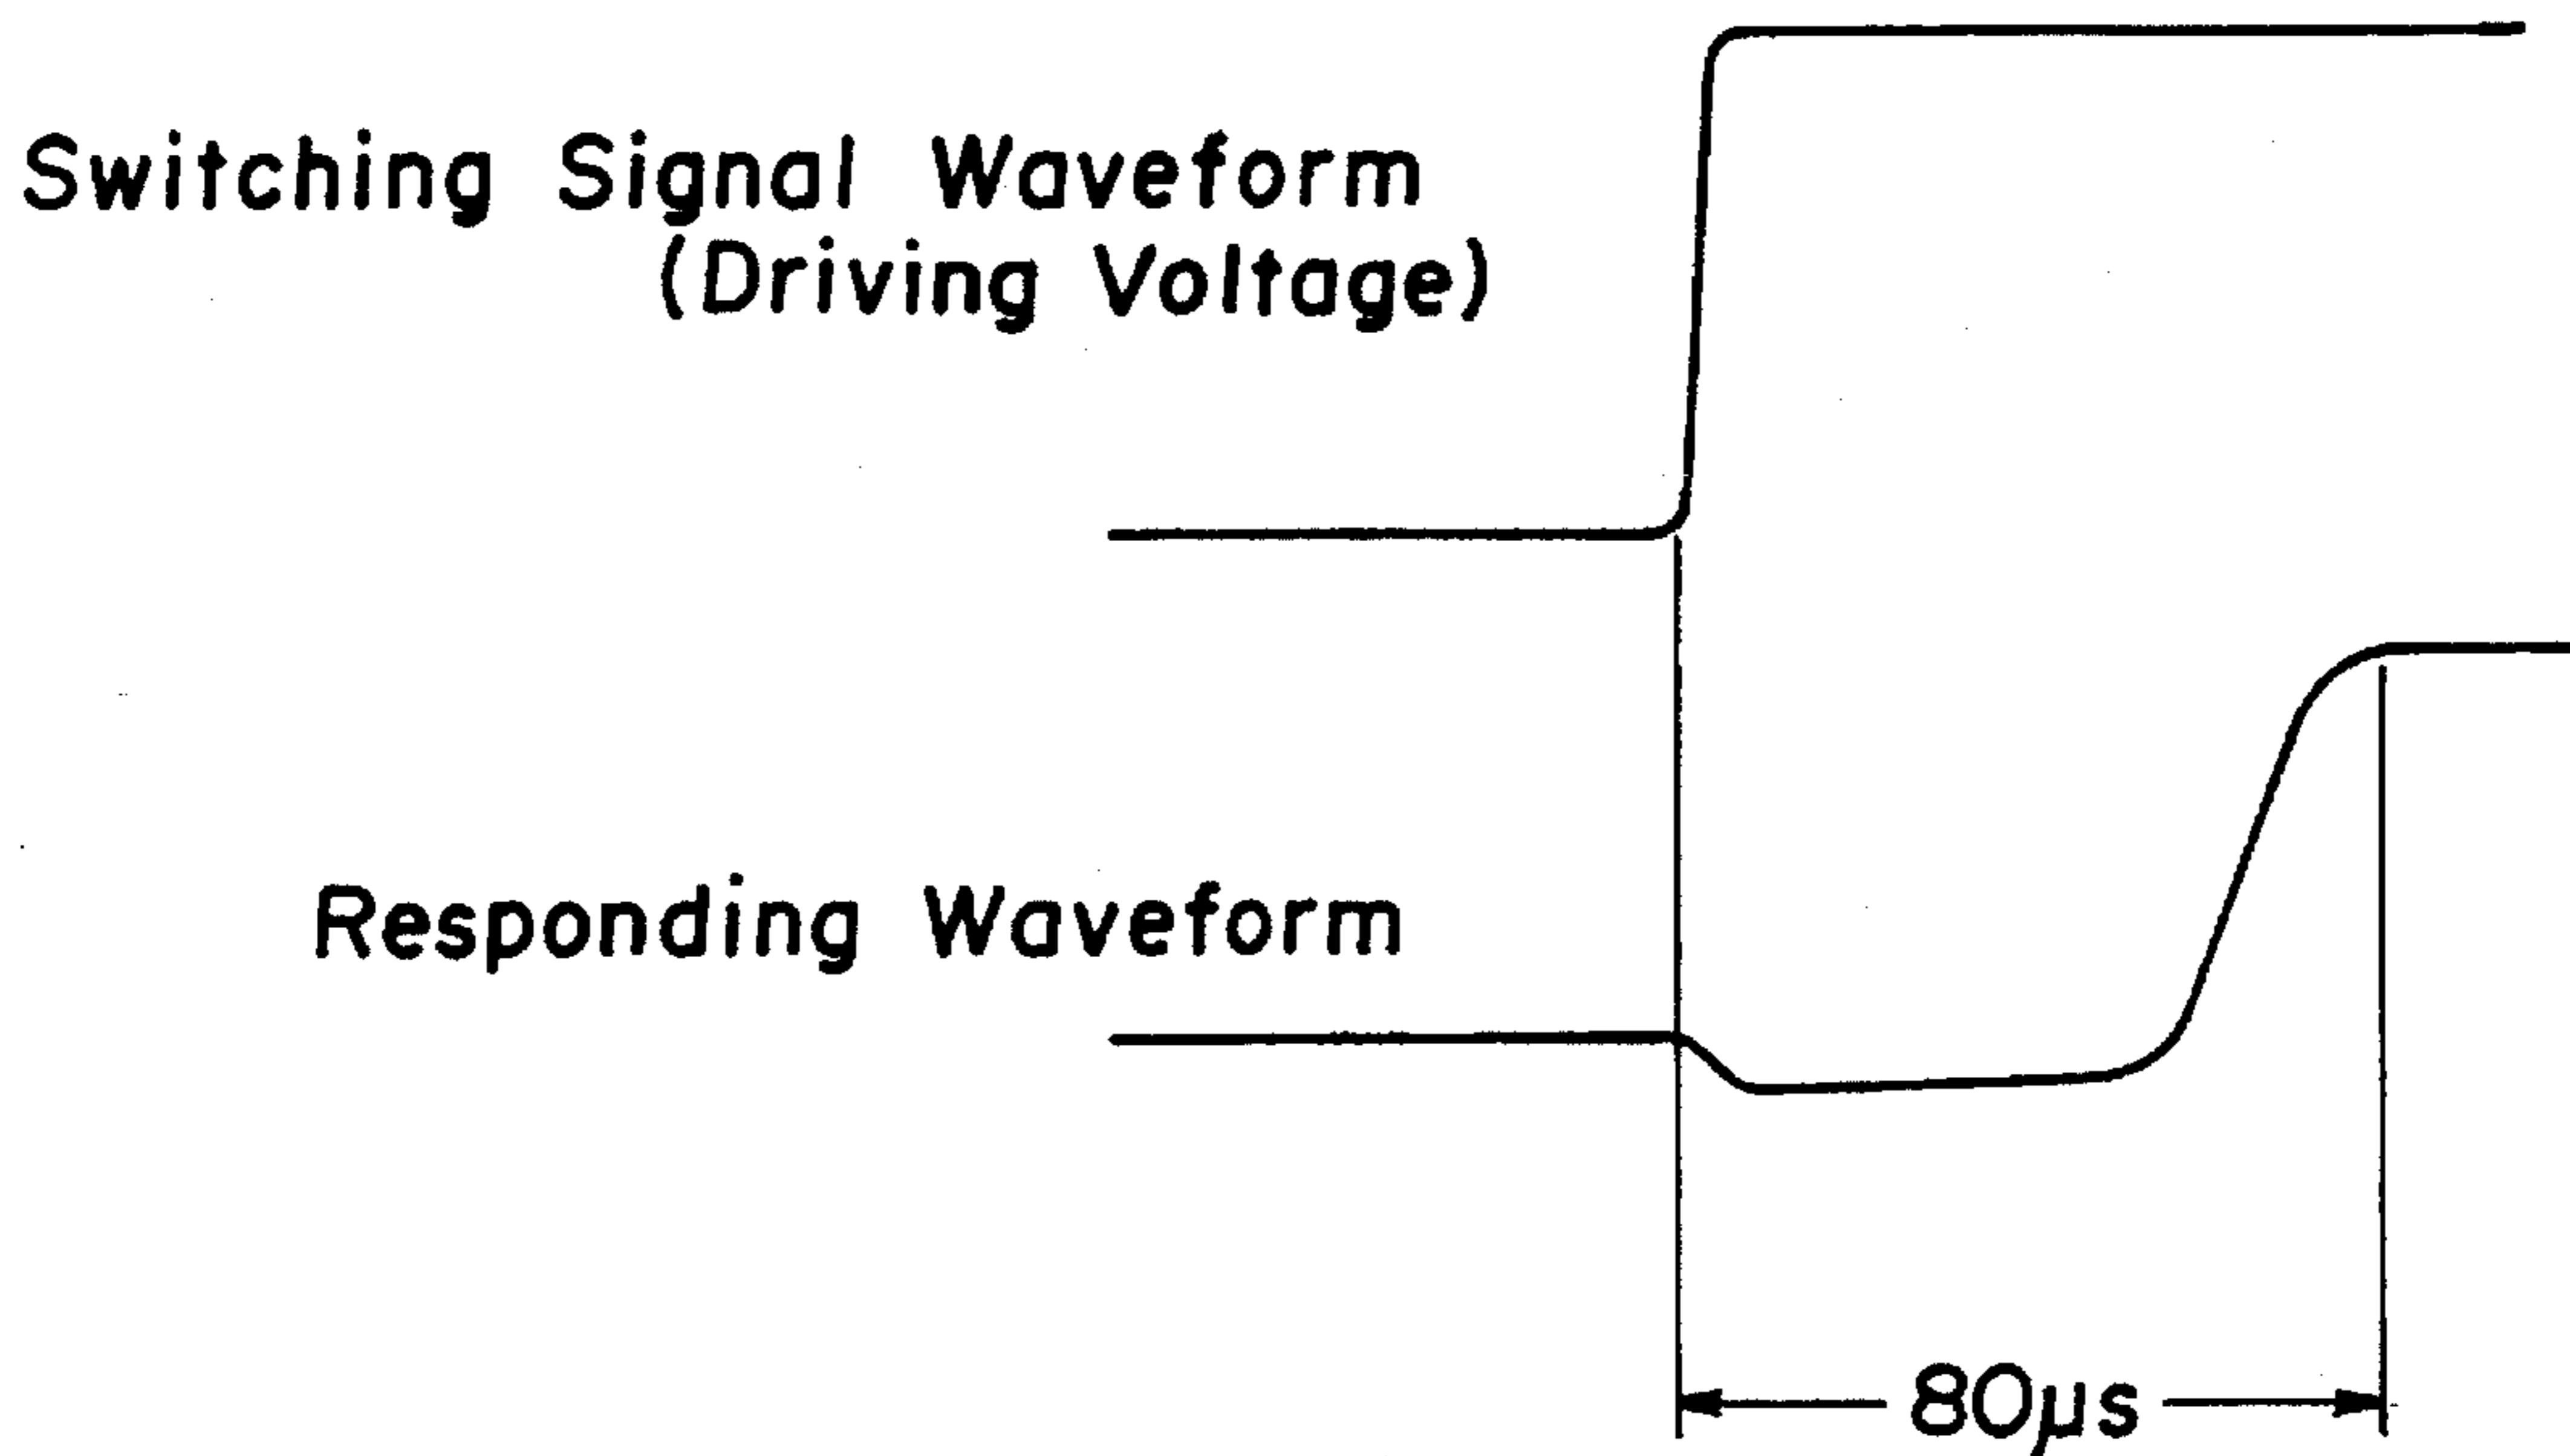 Switching Signal Waveform
(Driving Voltage)
Responding Waveform
80μs